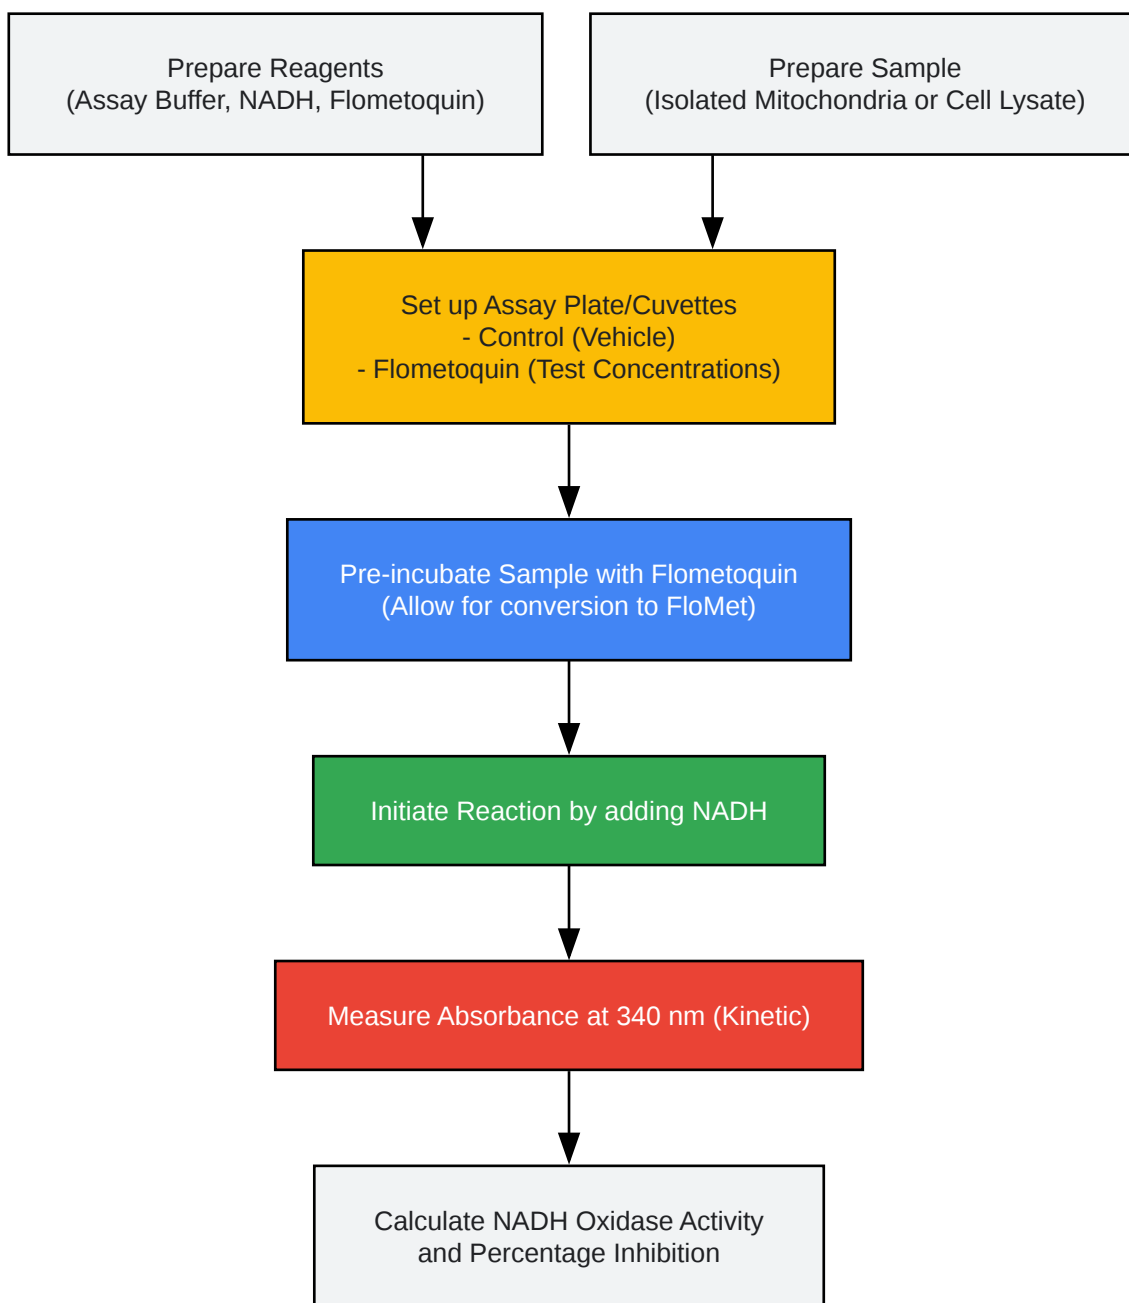 Prepare Reagents
(Assay Buffer, NADH, Flometoquin)
Prepare Sample
(Isolated Mitochondria or Cell Lysate)
Set up Assay Plate/Cuvettes
- Control (Vehicle)
- Flometoquin (Test Concentrations)
Pre-incubate Sample with Flometoquin
(Allow for conversion to FloMet)
Initiate Reaction by adding NADH
Measure Absorbance at 340 nm (Kinetic)
Calculate NADH Oxidase Activity
and Percentage Inhibition